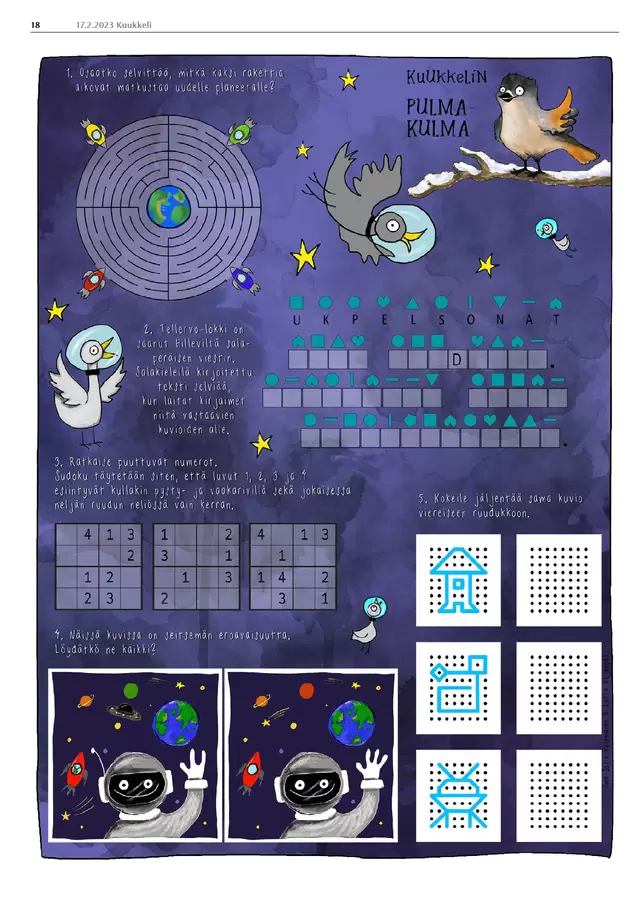 18
17.2.2023 Kuukkeli
1. Osaatko selvittää, mitkä kaksi rakettia
aikovat matkustaa uudelle planeetalle?
KUUKKELIN
PULMA-
KULMA
U K P E L S O N A T
2. Tellervo-lokki on
saanut Hilleviltä sala-
peräisen viestin.
Salakielellä kirjoitettu
teksti selviää,
kun laitat kirjaimet
niitä vastaavien
kuvioiden alle.
D
.
.
3. Ratkaise puuttuvat numerot.
Sudoku täytetään siten, että luvut 1, 2, 3 ja 4
esiintyvät kullakin pysty- ja vaakarivillä sekä jokaisessa
neljän ruudun neliössä vain kerran.
4 1 3
2
1 2
2 3
1 2
3 1
1 3
2
4 1 3
1
1 4 2
3 1
4. Näissä kuvissa on seitsemän eroavaisuutta.
Löydätkö ne kaikki?
5. Kokeile jäljentää sama kuvio
viereiseen ruudukkoon.